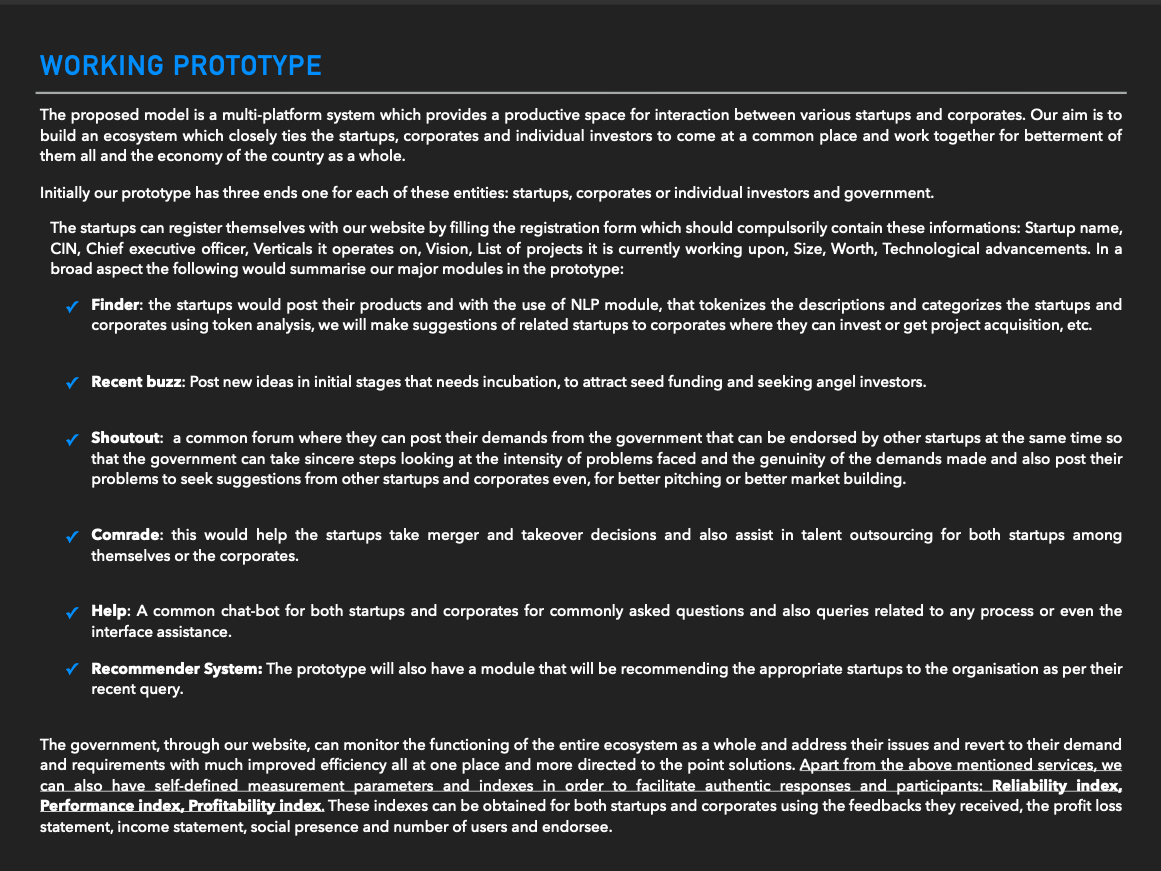 WORKING PROTOTYPE
The proposed model is a multi-platform system which provides a productive space for interaction between various startups and corporates. Our aim is to
build an ecosystem which closely ties the startups, corporates and individual investors to come at a common place and work together for betterment of
them all and the economy of the country as a whole.
Initially our prototype has three ends one for each of these entities: startups, corporates or individual investors and government.
The startups can register themselves with our website by filling the registration form which should compulsorily contain these informations: Startup name,
CIN, Chief executive officer, Verticals it operates on, Vision, List of projects it is currently working upon, Size, Worth, Technological advancements. In a
broad aspect the following would summarise our major modules in the prototype:
✓ Finder: the startups would post their products and with the use of NLP module, that tokenizes the descriptions and categorizes the startups and
corporates using token analysis, we will make suggestions of related startups to corporates where they can invest or get project acquisition, etc.
✓ Recent buzz: Post new ideas in initial stages that needs incubation, to attract seed funding and seeking angel investors.
✓ Shoutout: a common forum where they can post their demands from the government that can be endorsed by other startups at the same time so
that the government can take sincere steps looking at the intensity of problems faced and the genuinity of the demands made and also post their
problems to seek suggestions from other startups and corporates even, for better pitching or better market building.
✓ Comrade: this would help the startups take merger and takeover decisions and also assist in talent outsourcing for both startups among
themselves or the corporates.
✓ Help: A common chat-bot for both startups and corporates for commonly asked questions and also queries related to any process or even the
interface assistance.
✓ Recommender System: The prototype will also have a module that will be recommending the appropriate startups to the organisation as per their
recent query.
The government, through our website, can monitor the functioning of the entire ecosystem as a whole and address their issues and revert to their demand
and requirements with much improved efficiency all at one place and more directed to the point solutions. Apart from the above mentioned services, we
can also have self-defined measurement parameters and indexes in order to facilitate authentic responses and participants: Reliability index,
Performance index, Profitability index. These indexes can be obtained for both startups and corporates using the feedbacks they received, the profit loss
statement, income statement, social presence and number of users and endorsee.